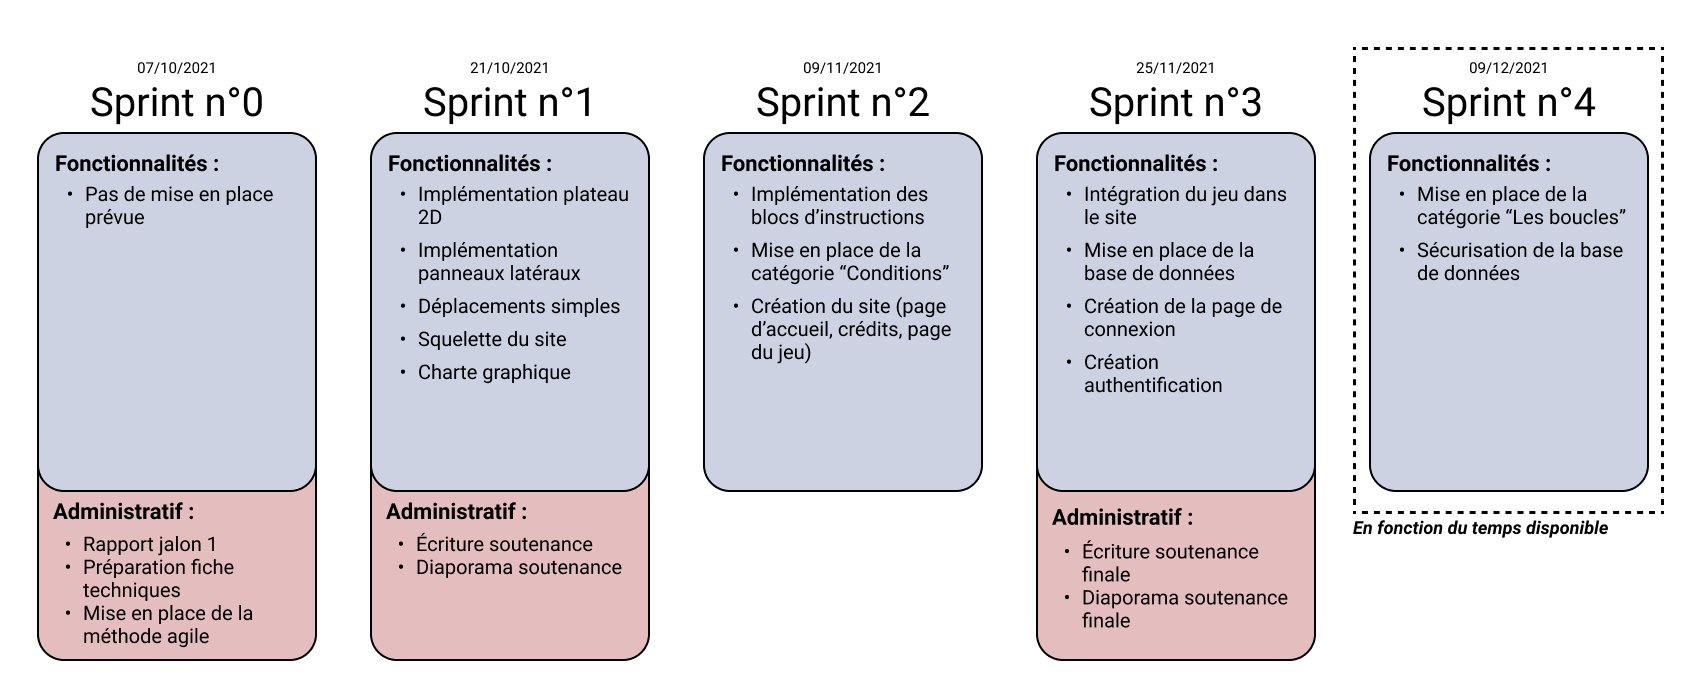 07/10/2021
Sprint n°0
Fonctionnalités :
• Pas de mise en place
prévue
Administratif :
• Rapport jalon 1
• Préparation fiche
techniques
• Mise en place de la
méthode agile
21/10/2021
Sprint n°1
Fonctionnalités :
• Implémentation plateau
2D
• Implémentation
panneaux latéraux
• Déplacements simples
• Squelette du site
• Charte graphique
Administratif :
• Écriture soutenance
• Diaporama soutenance
09/11/2021
Sprint n°2
Fonctionnalités :
• Implémentation des
blocs d’instructions
• Mise en place de la
catégorie “Conditions”
• Création du site (page
d’accueil, crédits, page
du jeu)
25/11/2021
Sprint n°3
Fonctionnalités :
• Intégration du jeu dans
le site
• Mise en place de la
base de données
• Création de la page de
connexion
• Création
authentification
Administratif :
• Écriture soutenance
finale
• Diaporama soutenance
finale
09/12/2021
Sprint n°4
Fonctionnalités :
• Mise en place de la
catégorie “Les boucles”
• Sécurisation de la base
de données
En fonction du temps disponible